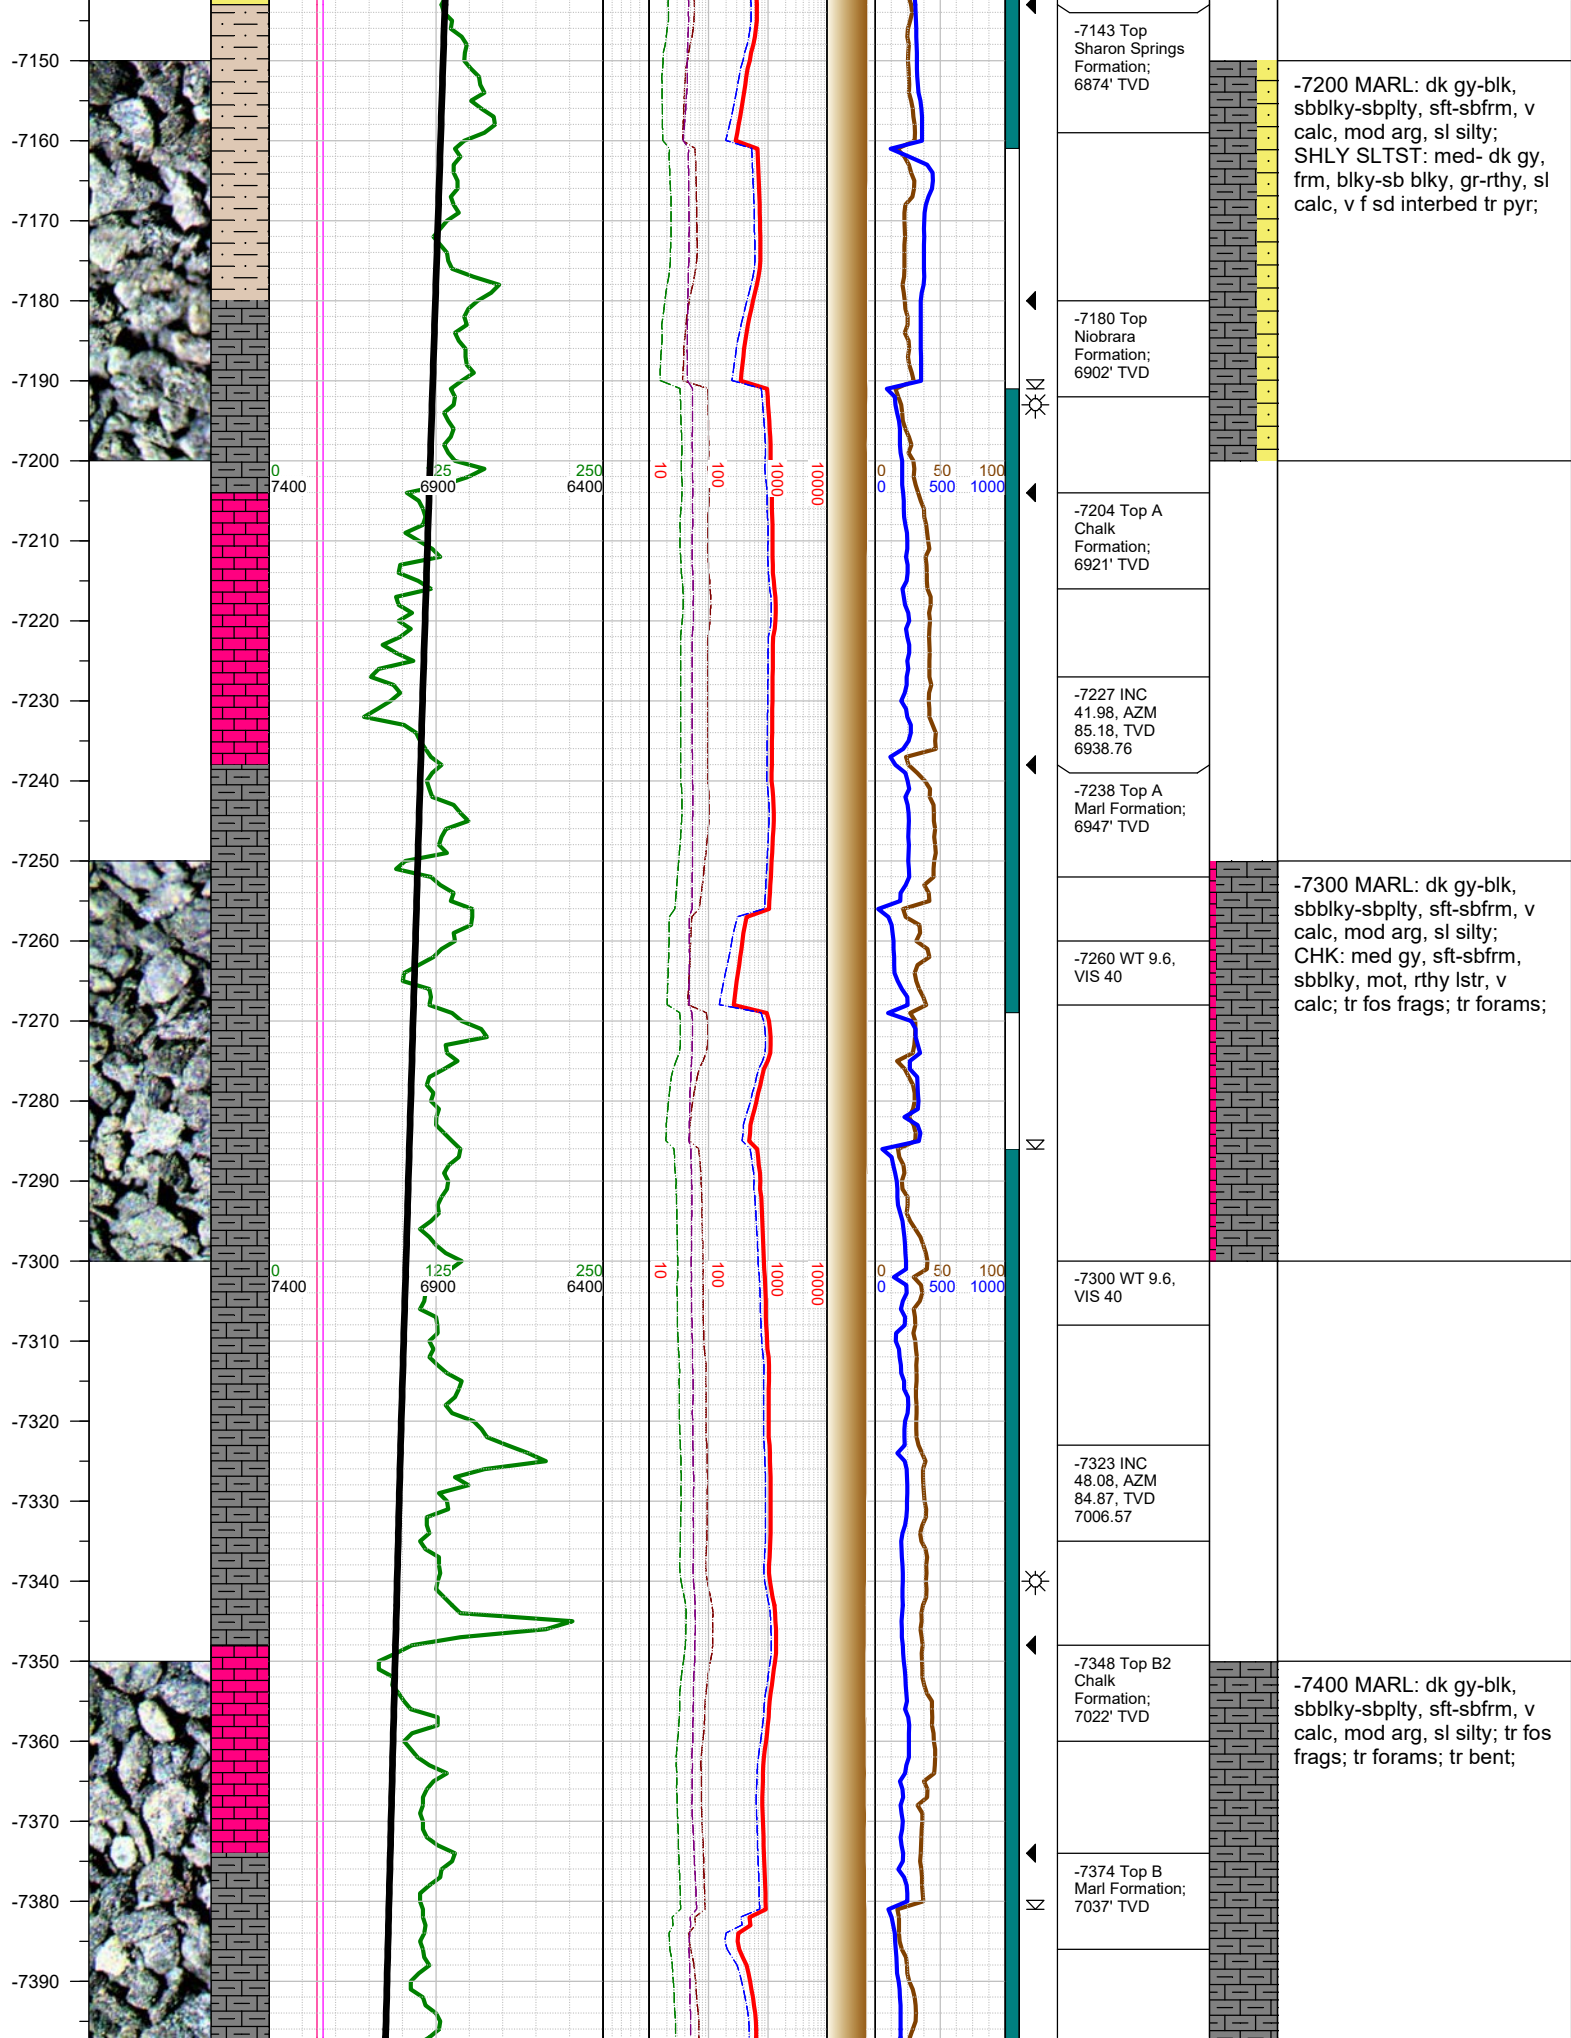 -7150
-7160
-7170
-7180
-7190
-7200
-7210
-7220
-7230
-7240
-7250
-7260
-7270
-7280
-7290
-7300
-7310
-7320
-7330
-7340
-7350
-7360
-7370
-7380
-7390
0 125 250
7400 6900 6400
10 100 1000 10000
0 50 100
0 500 1000
0 125 250
7400 6900 6400
10 100 1000 10000
0 50 100
0 500 1000
-7143 Top
Sharon Springs
Formation;
6874' TVD
-7180 Top
Niobrara
Formation;
6902' TVD
-7204 Top A
Chalk
Formation;
6921' TVD
-7227 INC
41.98, AZM
85.18, TVD
6938.76
-7238 Top A
Marl Formation;
6947' TVD
-7260 WT 9.6,
VIS 40
-7300 WT 9.6,
VIS 40
-7323 INC
48.08, AZM
84.87, TVD
7006.57
-7348 Top B2
Chalk
Formation;
7022' TVD
-7374 Top B
Marl Formation;
7037' TVD
-7200 MARL: dk gy-blk,
sbblky-sbplty, sft-sbfrm, v
calc, mod arg, sl silty;
SHLY SLTST: med- dk gy,
frm, blky-sb blky, gr-rthy, sl
calc, v f sd interbed tr pyr;
-7300 MARL: dk gy-blk,
sbblky-sbplty, sft-sbfrm, v
calc, mod arg, sl silty;
CHK: med gy, sft-sbfrm,
sbblky, mot, rthy lstr, v
calc; tr fos frags; tr forams;
-7400 MARL: dk gy-blk,
sbblky-sbplty, sft-sbfrm, v
calc, mod arg, sl silty; tr fos
frags; tr forams; tr bent;